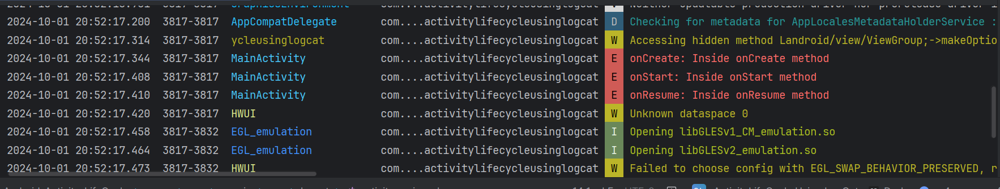 2024-10-01 20:52:17.200 3817-3817 AppCompatDelegate com....activitylifecycleusinglogcat D Checking for metadata for AppLocalesMetadataHolderService :
2024-10-01 20:52:17.314 3817-3817 ycleusinglogcat com....activitylifecycleusinglogcat W Accessing hidden method Landroid/view/ViewGroup;->makeOptio
2024-10-01 20:52:17.344 3817-3817 MainActivity com....activitylifecycleusinglogcat E onCreate: Inside onCreate method
2024-10-01 20:52:17.408 3817-3817 MainActivity com....activitylifecycleusinglogcat E onStart: Inside onStart method
2024-10-01 20:52:17.410 3817-3817 MainActivity com....activitylifecycleusinglogcat E onResume: Inside onResume method
2024-10-01 20:52:17.420 3817-3817 HWUI com....activitylifecycleusinglogcat W Unknown dataspace 0
2024-10-01 20:52:17.458 3817-3832 EGL_emulation com....activitylifecycleusinglogcat I Opening libGLESv1_CM_emulation.so
2024-10-01 20:52:17.464 3817-3832 EGL_emulation com....activitylifecycleusinglogcat I Opening libGLESv2_emulation.so
2024-10-01 20:52:17.473 3817-3832 HWUI com....activitylifecycleusinglogcat W Failed to choose config with EGL_SWAP_BEHAVIOR_PRESERVED, r